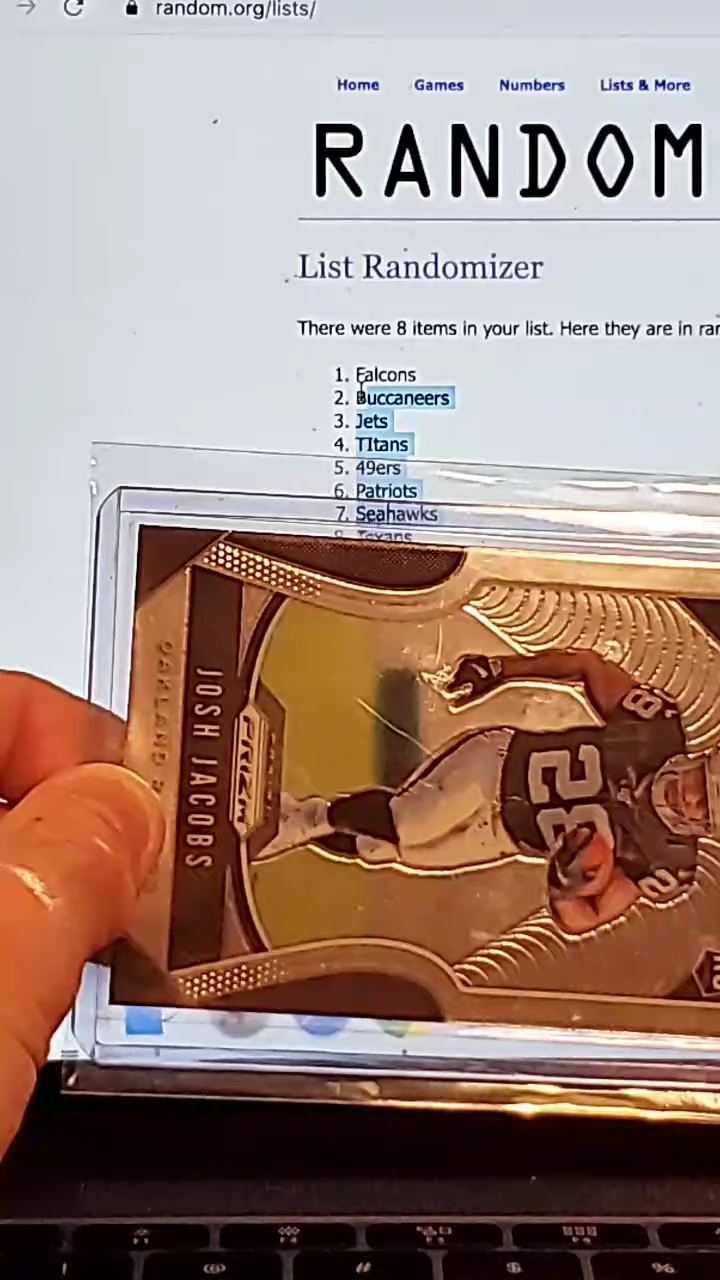 random.org/lists/
Home Games Numbers Lists & More
RANDOM
List Randomizer
There were 8 items in your list. Here they are in
1. Falcons
2. Buccaneers
3. Jets
4. TItans
5. 49ers
6. Patriots
7. Seahawks
8. Texans
OAKLAND
JOSH JACOBS
PRIZM
28